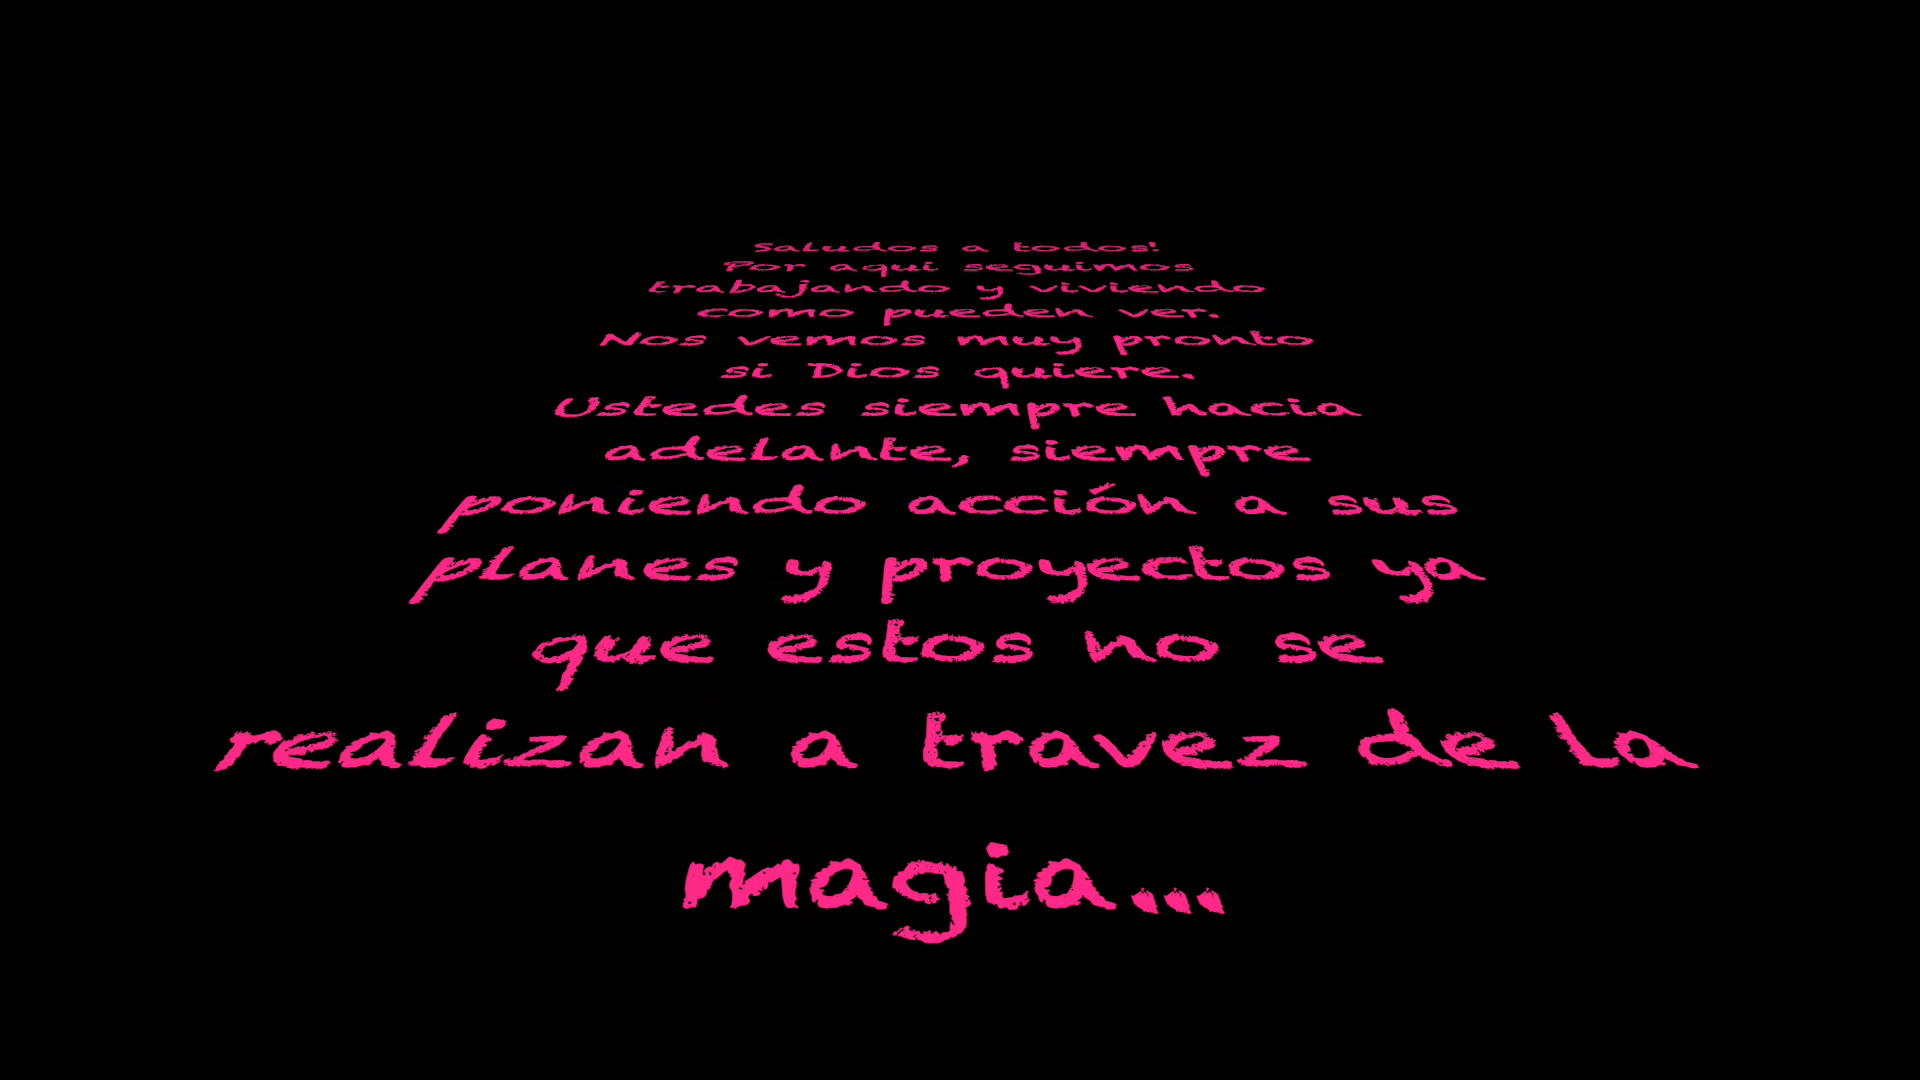 Saludos a todos!
Por aqui seguimos
trabajando y viviendo
como pueden ver.
Nos vemos muy pronto
si Dios quiere.
Ustedes siempre hacia
adelante, siempre
poniendo acción a sus
planes y proyectos ya
que estos no se
realizan a travez de la
magia...